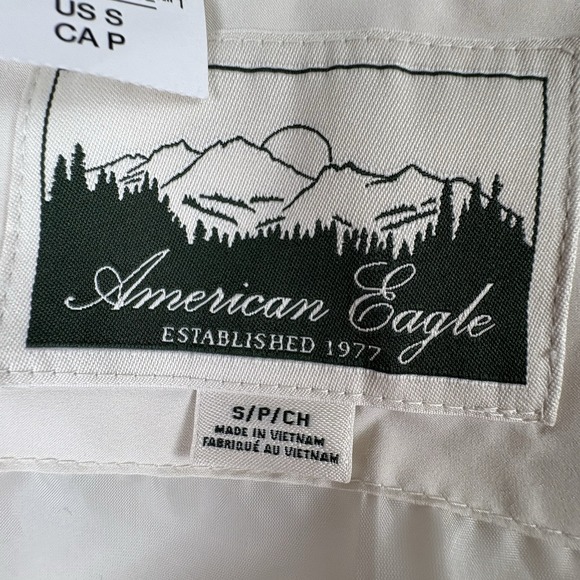 US S
CA P
American Eagle
ESTABLISHED 1977
S/P/CH
MADE IN VIETNAM
FABRIQUÉ AU VIETNAM